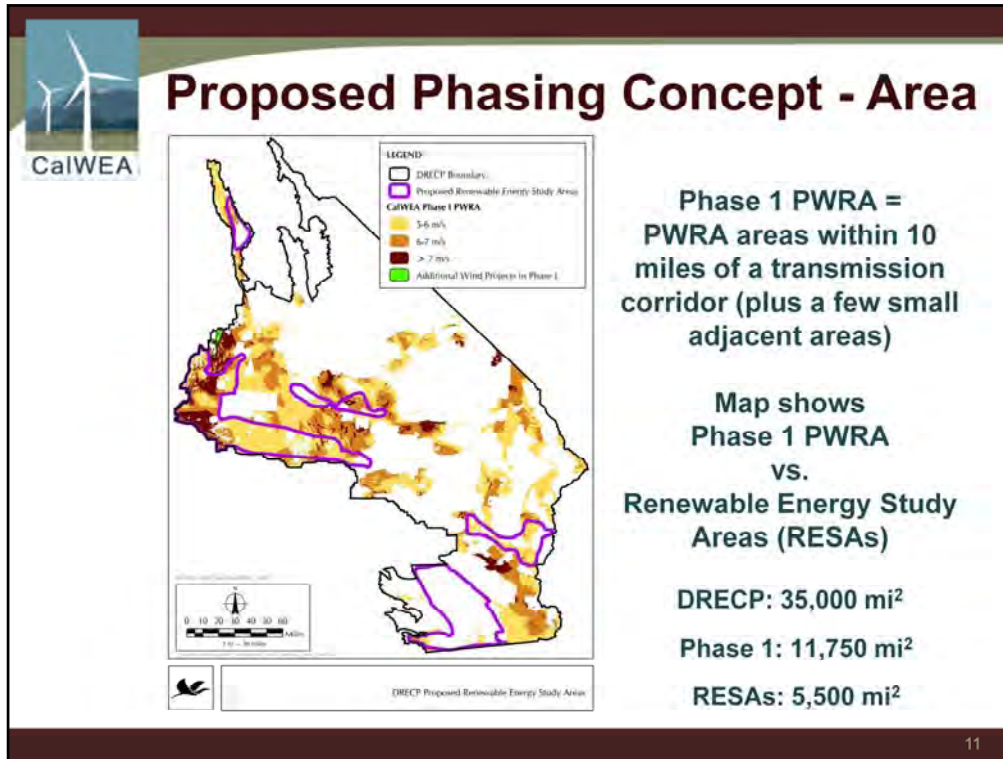 CalWEA
Proposed Phasing Concept - Area
LEGEND
DRECP Boundary
Proposed Renewable Energy Study Areas
CalWEA Phase I PWRA
5-6 m/s
6-7 m/s
> 7 m/s
Additional Wind Projects in Phase I
N
0 10 20 30 40 50 60
Miles
DRECP Proposed Renewable Energy Study Areas
Phase 1 PWRA =
PWRA areas within 10
miles of a transmission
corridor (plus a few small
adjacent areas)
Map shows
Phase 1 PWRA
vs.
Renewable Energy Study
Areas (RESAs)
DRECP: 35,000 mi²
Phase 1: 11,750 mi²
RESAs: 5,500 mi²
11